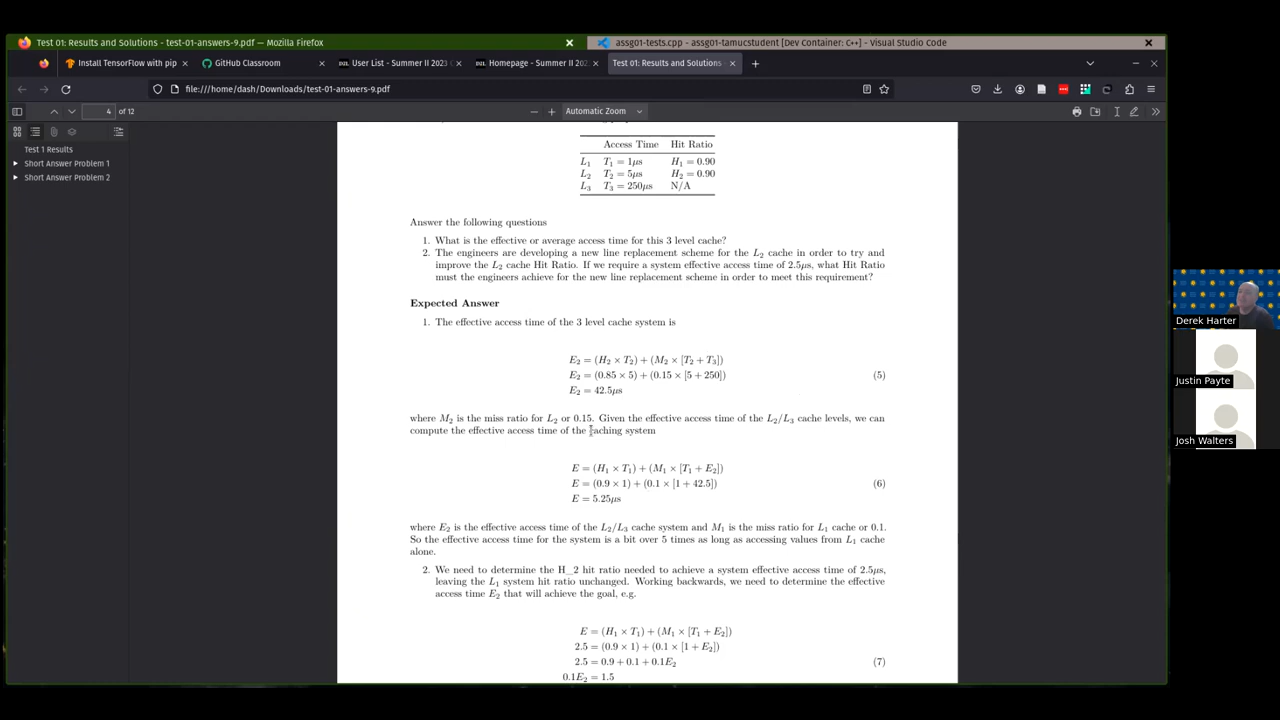 Test 01: Results and Solutions - test-01-answers-9.pdf — Mozilla Firefox
assg01-tests.cpp - assg01-tamucstudent [Dev Container: C++] - Visual Studio Code
Install TensorFlow with pip
GitHub Classroom
User List - Summer II 2023 (
Homepage - Summer II 202
Test 01: Results and Solutions
file:///home/dash/Downloads/test-01-answers-9.pdf
4 of 12
Automatic Zoom
Test 1 Results
Short Answer Problem 1
Short Answer Problem 2
Access Time Hit Ratio
L₁ T₁ = 1μs H₁ = 0.90
L₂ T₂ = 5μs H₂ = 0.90
L₃ T₃ = 250μs N/A
Answer the following questions
1. What is the effective or average access time for this 3 level cache?
2. The engineers are developing a new line replacement scheme for the L₂ cache in order to try and
improve the L₂ cache Hit Ratio. If we require a system effective access time of 2.5μs, what Hit Ratio
must the engineers achieve for the new line replacement scheme in order to meet this requirement?
Expected Answer
1. The effective access time of the 3 level cache system is
E₂ = (H₂ × T₂) + (M₂ × [T₂ + T₃])
E₂ = (0.85 × 5) + (0.15 × [5 + 250]) (5)
E₂ = 42.5μs
where M₂ is the miss ratio for L₂ or 0.15. Given the effective access time of the L₂/L₃ cache levels, we can
compute the effective access time of the caching system
E = (H₁ × T₁) + (M₁ × [T₁ + E₂])
E = (0.9 × 1) + (0.1 × [1 + 42.5]) (6)
E = 5.25μs
where E₂ is the effective access time of the L₂/L₃ cache system and M₁ is the miss ratio for L₁ cache or 0.1.
So the effective access time for the system is a bit over 5 times as long as accessing values from L₁ cache
alone.
2. We need to determine the H_2 hit ratio needed to achieve a system effective access time of 2.5μs,
leaving the L₁ system hit ratio unchanged. Working backwards, we need to determine the effective
access time E₂ that will achieve the goal, e.g.
E = (H₁ × T₁) + (M₁ × [T₁ + E₂])
2.5 = (0.9 × 1) + (0.1 × [1 + E₂])
2.5 = 0.9 + 0.1 + 0.1E₂ (7)
0.1E₂ = 1.5
Derek Harter
Justin Payte
Josh Walters